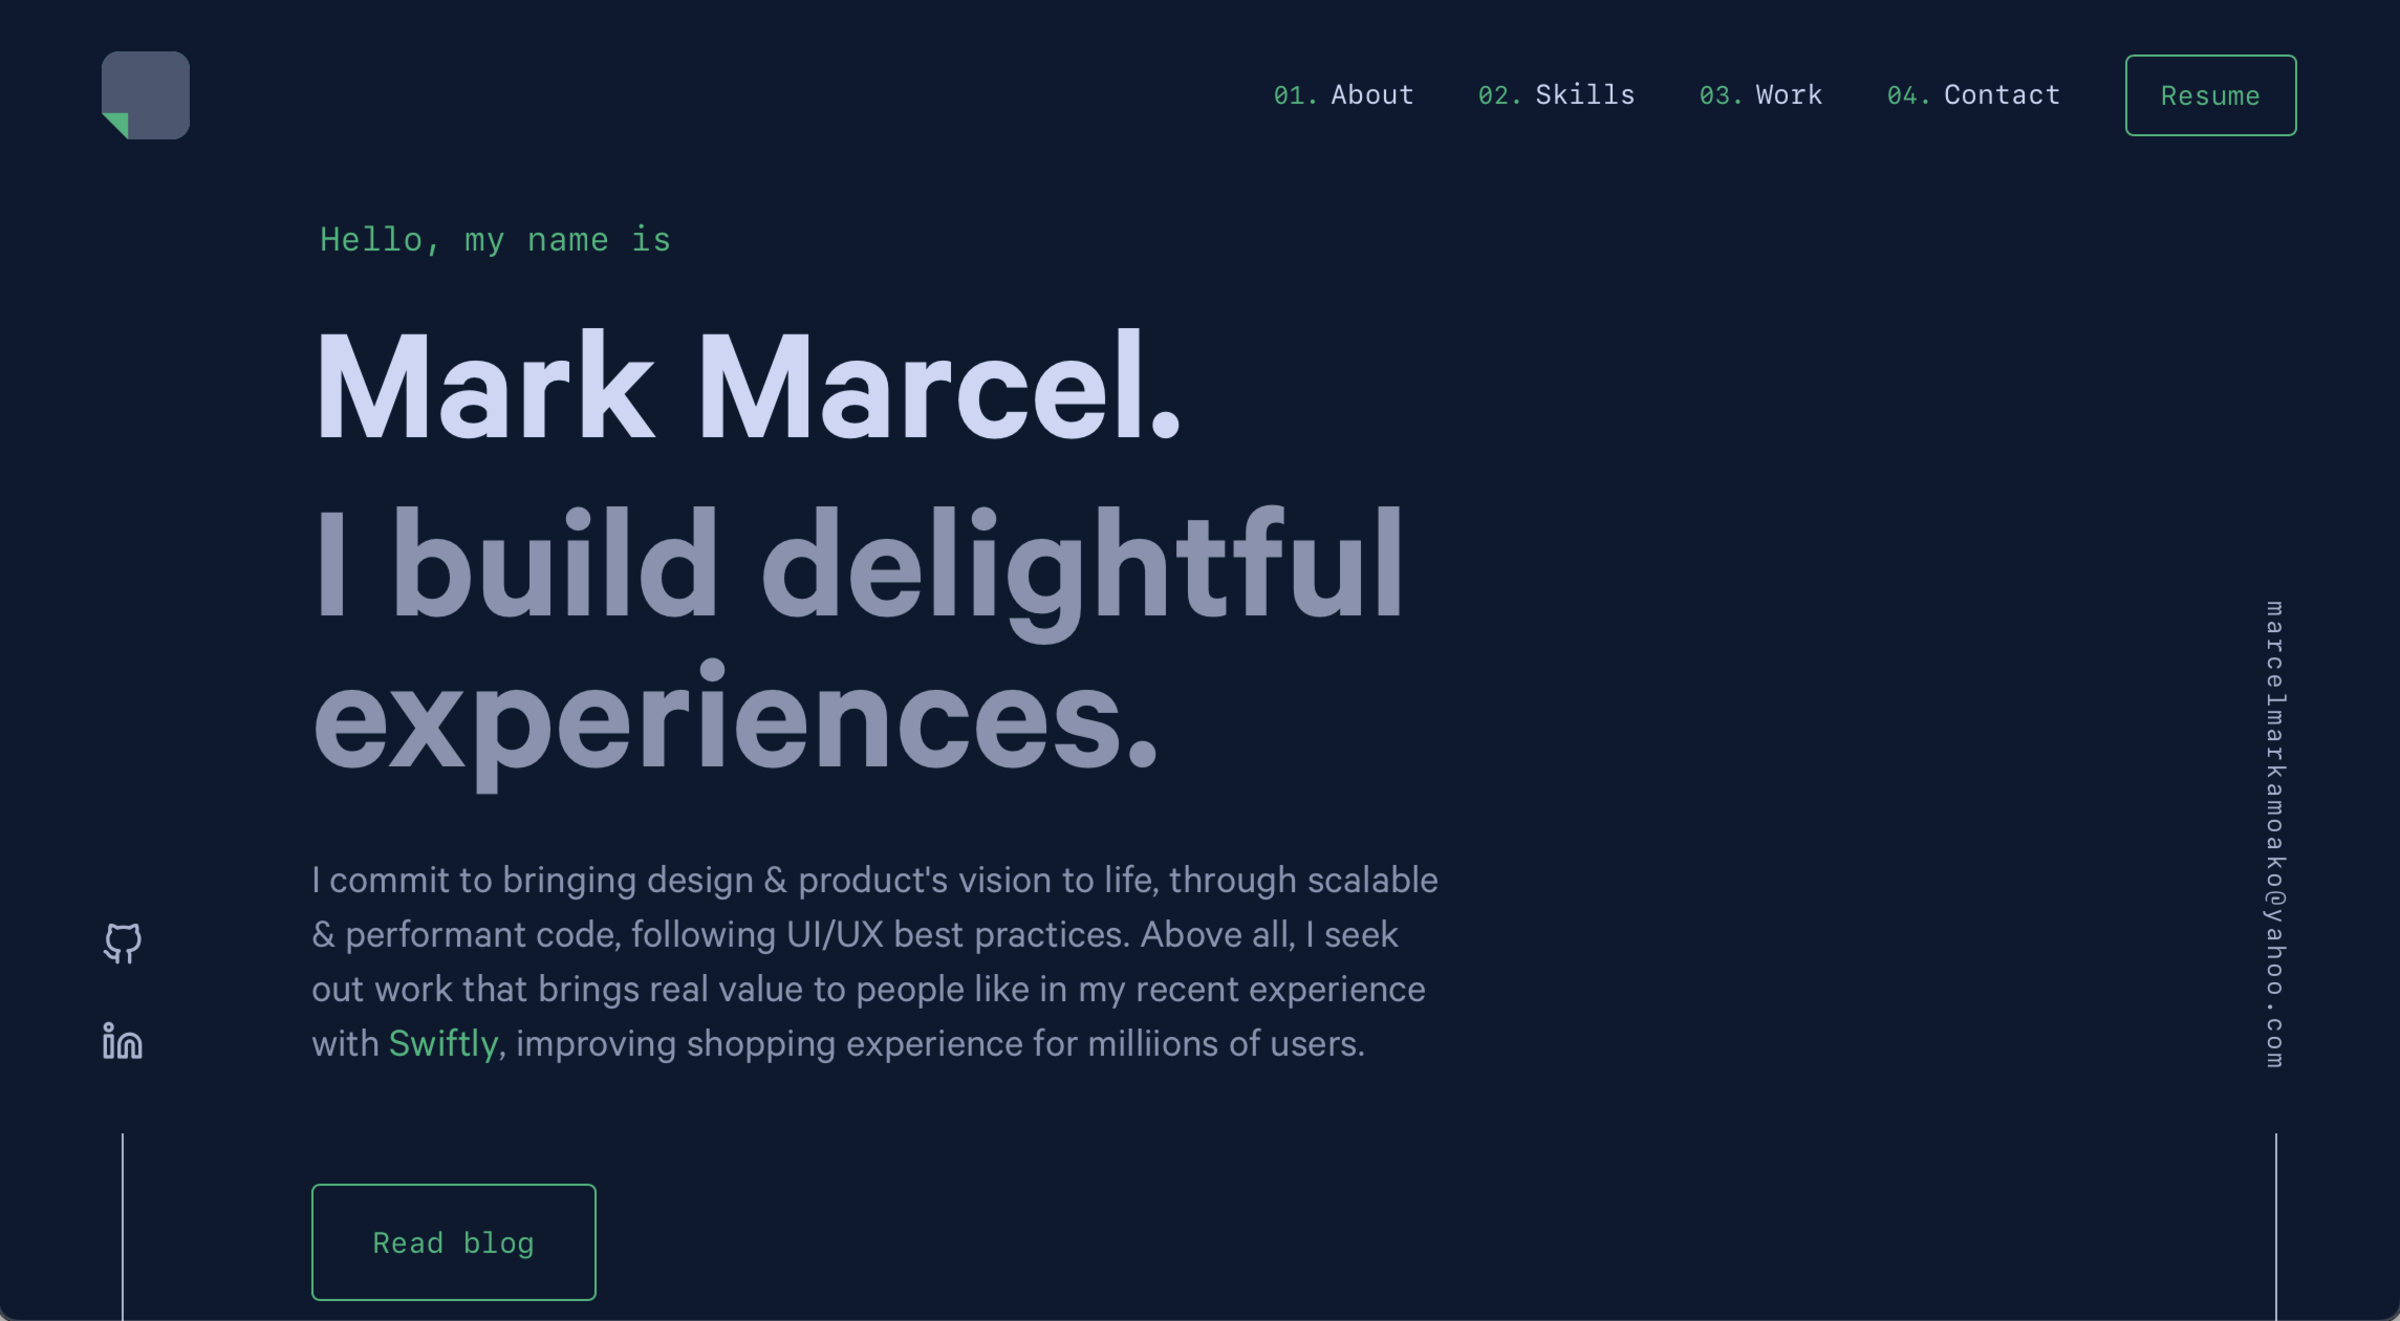 01. About 02. Skills 03. Work 04. Contact Resume
Hello, my name is
Mark Marcel.
I build delightful
experiences.
I commit to bringing design & product's vision to life, through scalable
& performant code, following UI/UX best practices. Above all, I seek
out work that brings real value to people like in my recent experience
with Swiftly, improving shopping experience for milliions of users.
Read blog
marcelmarkamoako@yahoo.com